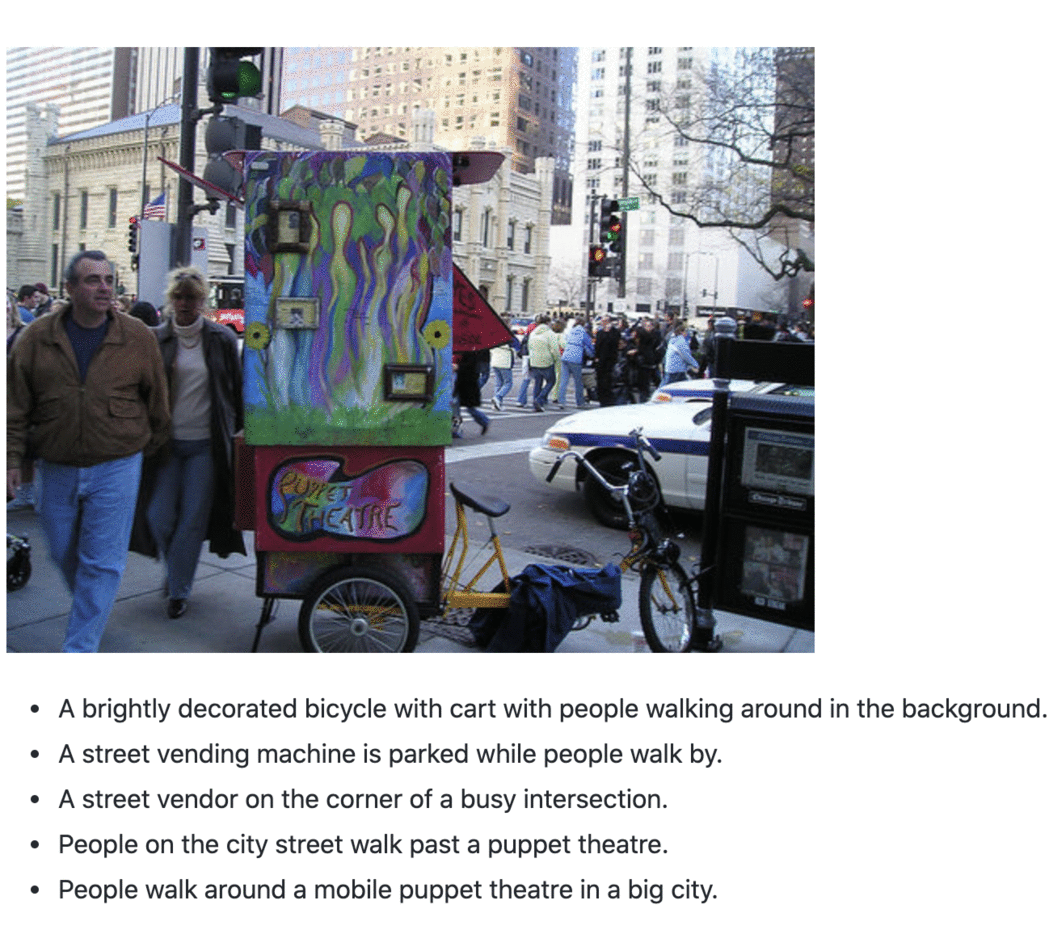 PUPPET
THEATRE
A brightly decorated bicycle with cart with people walking around in the background.
A street vending machine is parked while people walk by.
A street vendor on the corner of a busy intersection.
People on the city street walk past a puppet theatre.
People walk around a mobile puppet theatre in a big city.